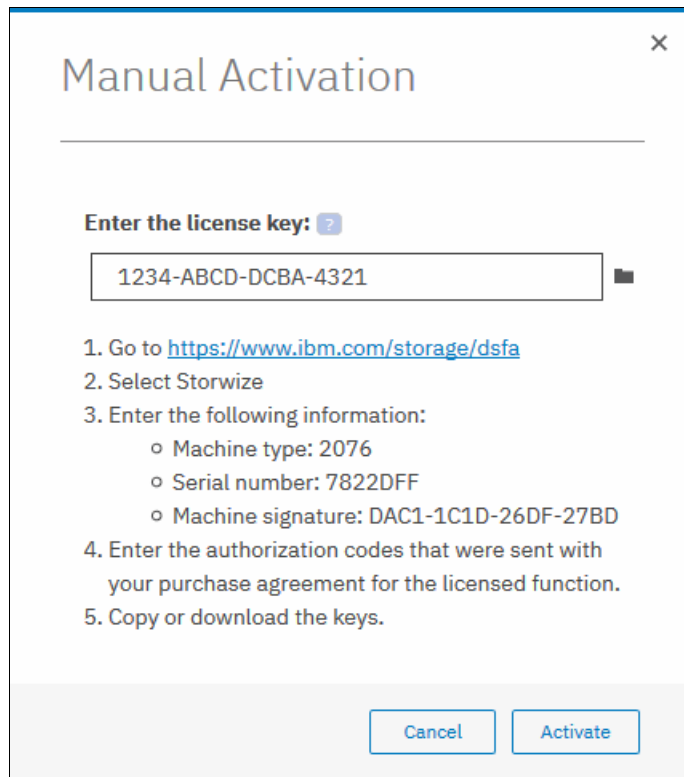 Manual Activation
Enter the license key: ?
1234-ABCD-DCBA-4321
1. Go to https://www.ibm.com/storage/dsfa
2. Select Storwize
3. Enter the following information:
Machine type: 2076
Serial number: 7822DFF
Machine signature: DAC1-1C1D-26DF-27BD
4. Enter the authorization codes that were sent with
your purchase agreement for the licensed function.
5. Copy or download the keys.
Cancel Activate